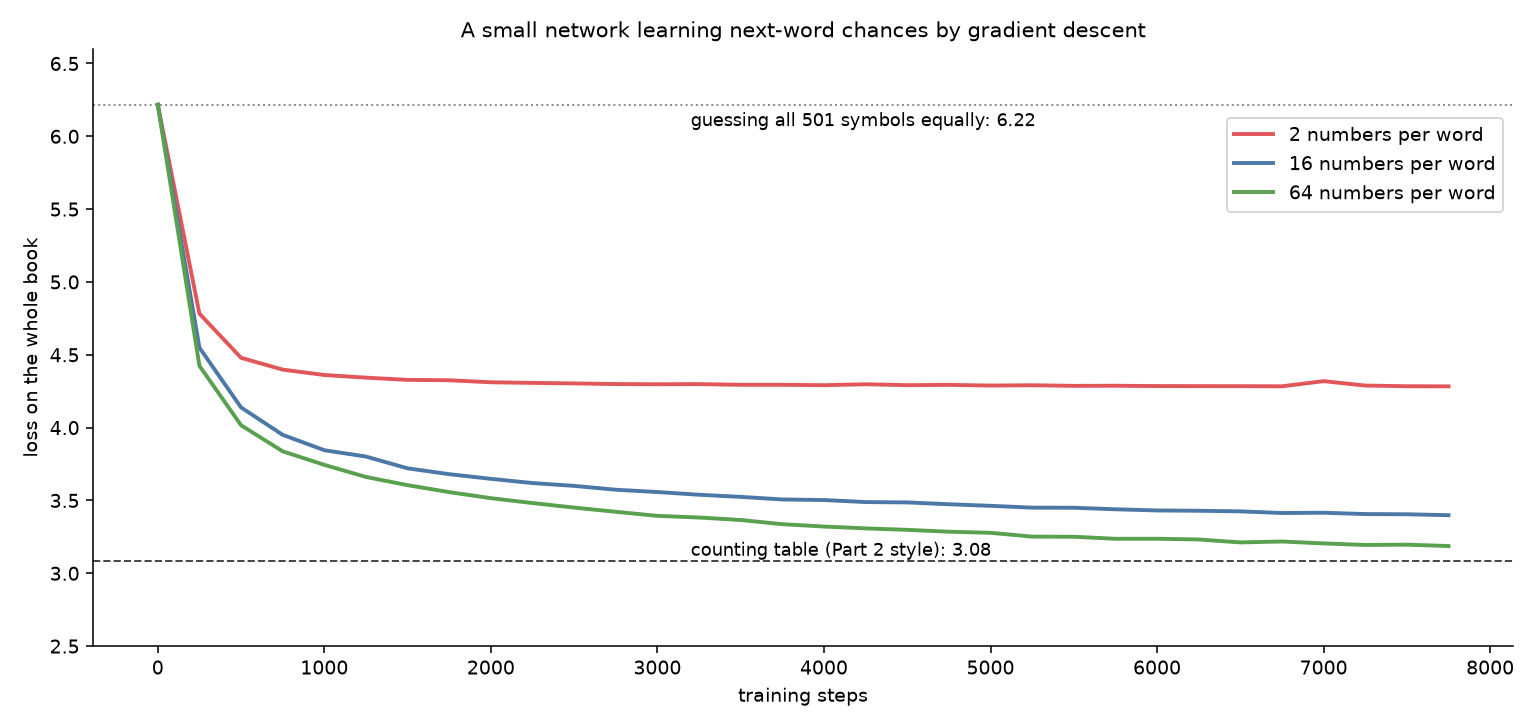 A small network learning next-word chances by gradient descent
6.5
6.0
5.5
5.0
4.5
4.0
3.5
3.0
2.5
loss on the whole book
guessing all 501 symbols equally: 6.22
2 numbers per word
16 numbers per word
64 numbers per word
counting table (Part 2 style): 3.08
0 1000 2000 3000 4000 5000 6000 7000 8000
training steps